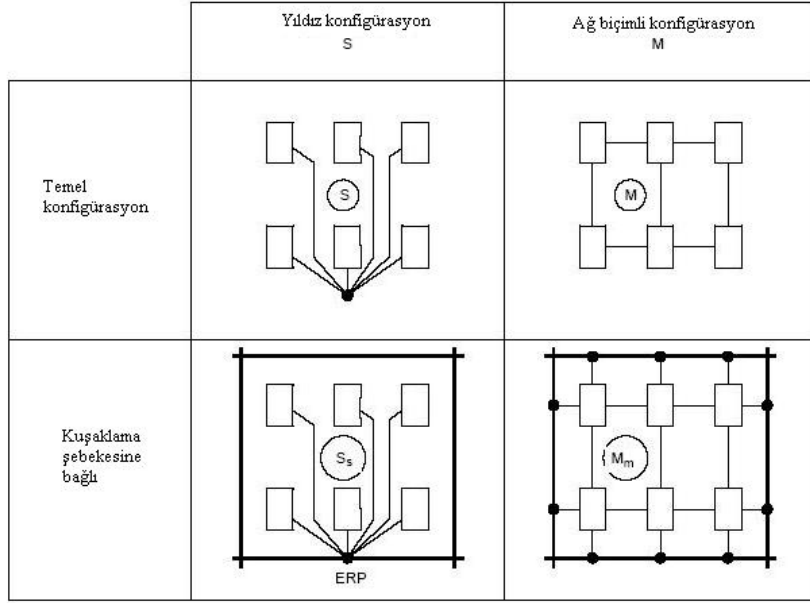 Yıldız konfigürasyon
S
Ağ biçimli konfigürasyon
M
Temel
konfigürasyon
S
M
Kuşaklama
şebekesine
bağlı
Ss
Mm
ERP